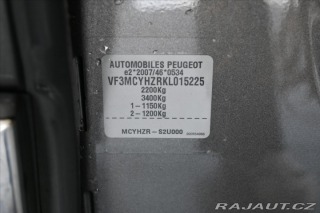 AUTOMOBILES PEUGEOT
e2*2007/46*0534
VF3MCYHZRKL015225
2200Kg
3400Kg
1-1150Kg
2-1200Kg
MCYHZR-S2U000
RAJAUT.CZ